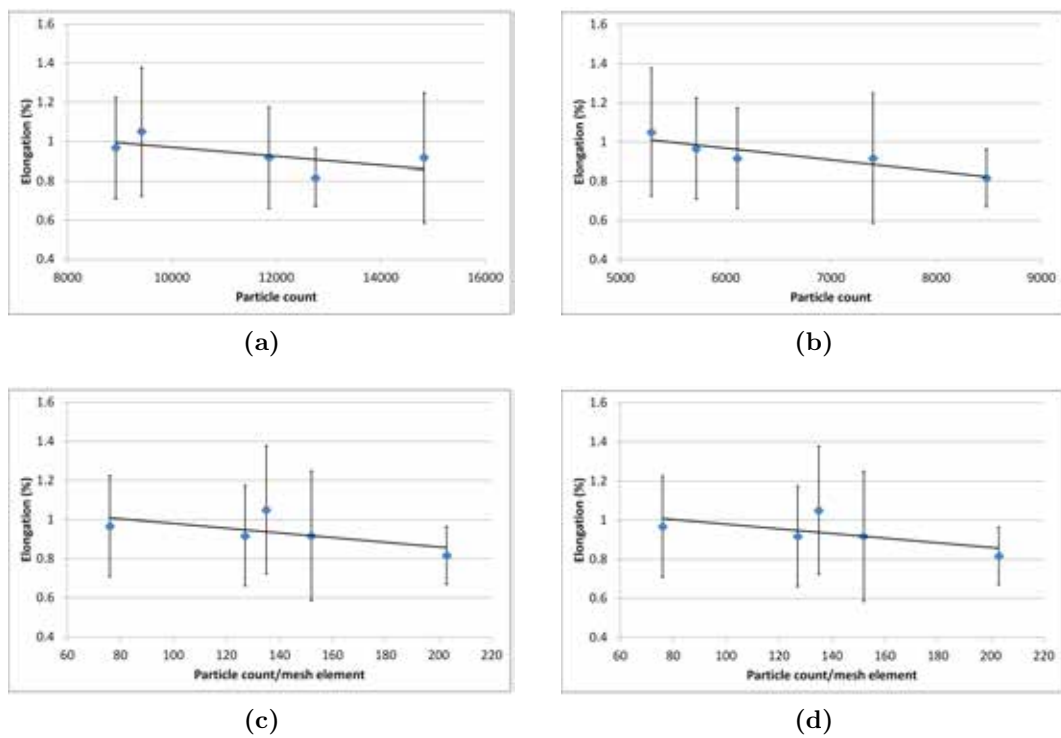 1.6
1.4
1.2
1
0.8
0.6
0.4
Elongation (%)
8000 10000 12000 14000 16000
Particle count
(a)
1.6
1.4
1.2
1
0.8
0.6
0.4
Elongation (%)
5000 6000 7000 8000 9000
Particle count
(b)
1.6
1.4
1.2
1
0.8
0.6
0.4
Elongation (%)
60 80 100 120 140 160 180 200 220
Particle count/mesh element
(c)
1.6
1.4
1.2
1
0.8
0.6
0.4
Elongation (%)
60 80 100 120 140 160 180 200 220
Particle count/mesh element
(d)